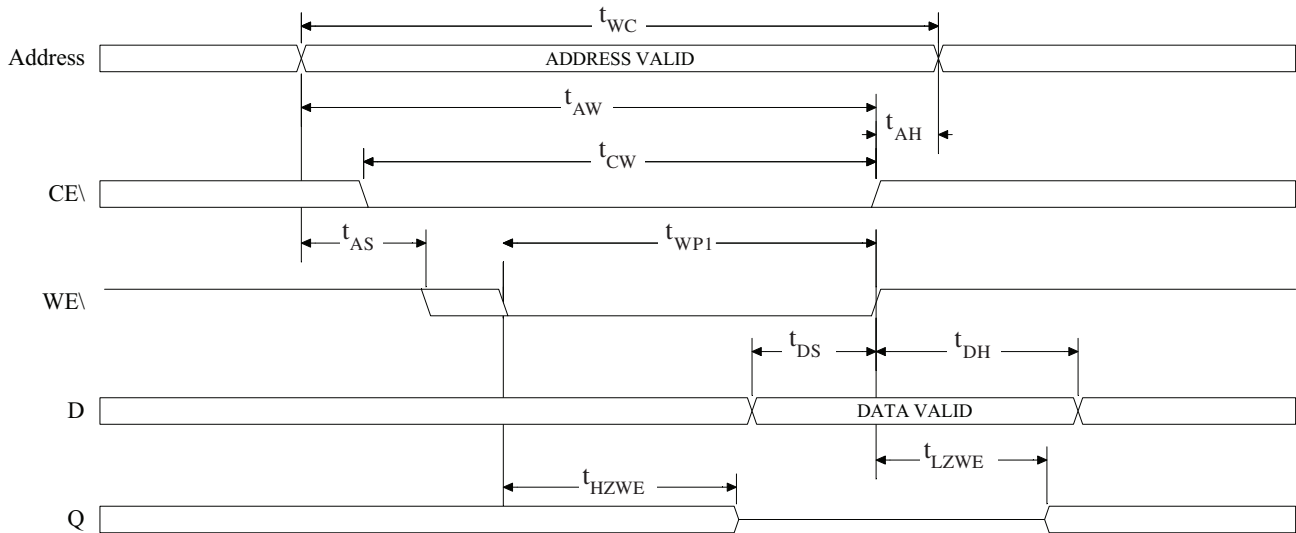 tWC
Address
ADDRESS VALID
tAW
tAH
tCW
CE\
tAS
tWP1
WE\
tDS
tDH
D
DATA VALID
tLZWE
tHZWE
Q